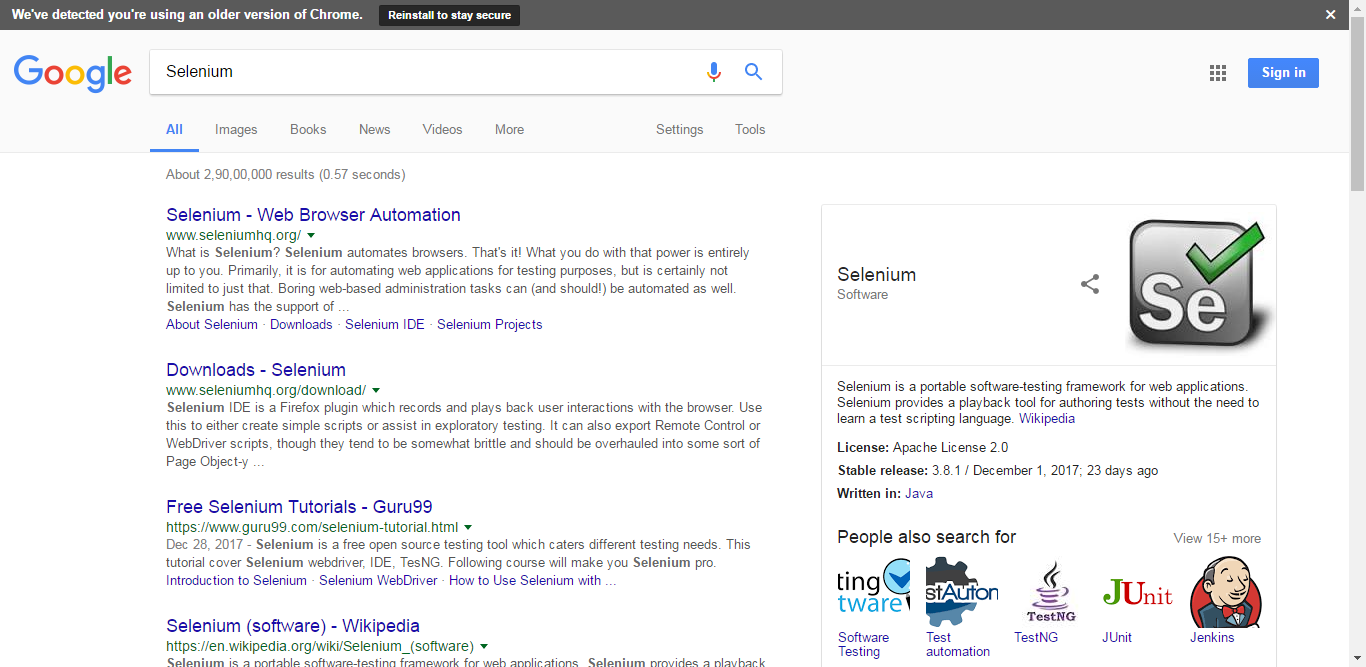 We've detected you're using an older version of Chrome. Reinstall to stay secure
Google
Selenium
Sign in
All Images Books News Videos More Settings Tools
About 2,90,00,000 results (0.57 seconds)
Selenium - Web Browser Automation
www.seleniumhq.org/
What is Selenium? Selenium automates browsers. That's it! What you do with that power is entirely
up to you. Primarily, it is for automating web applications for testing purposes, but is certainly not
limited to just that. Boring web-based administration tasks can (and should!) be automated as well.
Selenium has the support of ...
About Selenium · Downloads · Selenium IDE · Selenium Projects
Downloads - Selenium
www.seleniumhq.org/download/
Selenium IDE is a Firefox plugin which records and plays back user interactions with the browser. Use
this to either create simple scripts or assist in exploratory testing. It can also export Remote Control or
WebDriver scripts, though they tend to be somewhat brittle and should be overhauled into some sort of
Page Object-y ...
Free Selenium Tutorials - Guru99
https://www.guru99.com/selenium-tutorial.html
Dec 28, 2017 - Selenium is a free open source testing tool which caters different testing needs. This
tutorial cover Selenium webdriver, IDE, TesNG. Following course will make you Selenium pro.
Introduction to Selenium · Selenium WebDriver · How to Use Selenium with ...
Selenium (software) - Wikipedia
https://en.wikipedia.org/wiki/Selenium_(software)
Selenium is a portable software-testing framework for web applications. Selenium provides a playback
Selenium
Software
Se
Selenium is a portable software-testing framework for web applications.
Selenium provides a playback tool for authoring tests without the need to
learn a test scripting language. Wikipedia
License: Apache License 2.0
Stable release: 3.8.1 / December 1, 2017; 23 days ago
Written in: Java
People also search for View 15+ more
ting
tware
stAuton
TestNG
JUnit
Software Testing
Test automation
TestNG
JUnit
Jenkins